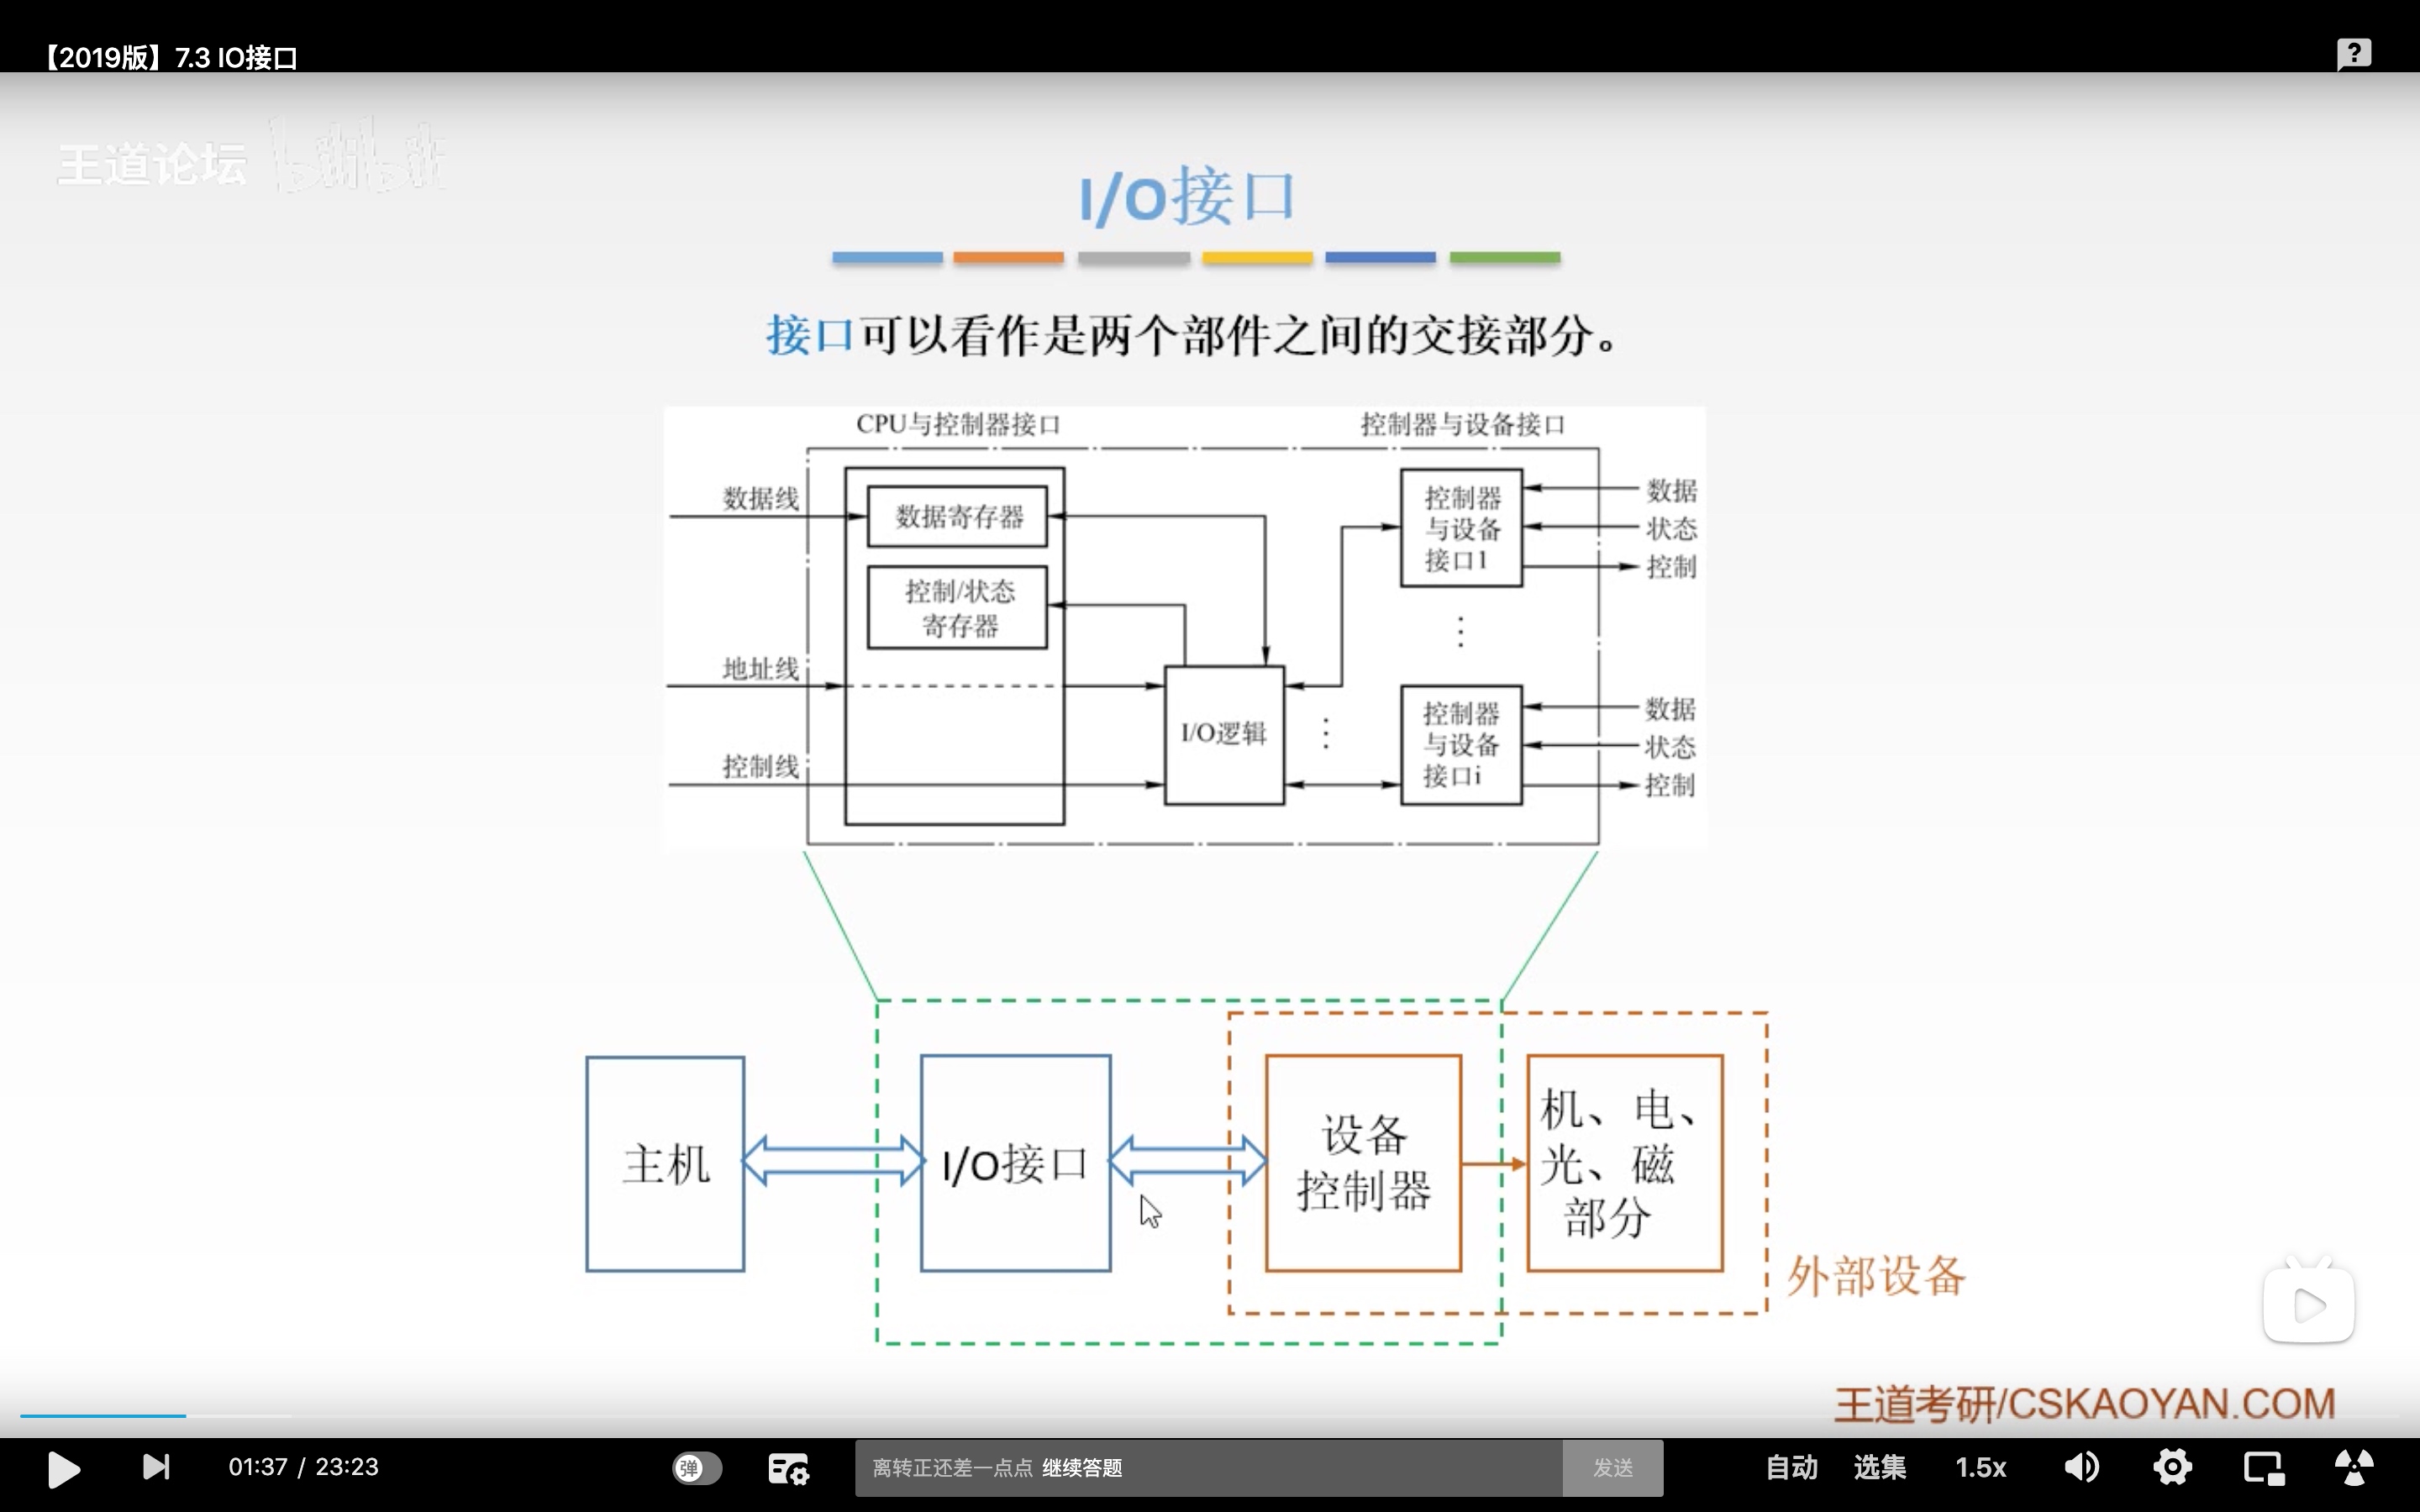 【2019版】7.3 IO接口
?
王道论坛 bilibili
I/O接口
接口可以看作是两个部件之间的交接部分。
CPU与控制器接口
控制器与设备接口
数据线
数据寄存器
控制/状态
寄存器
地址线
控制线
I/O逻辑
控制器
与设备
接口1
数据
状态
控制
控制器
与设备
接口i
数据
状态
控制
主机
I/O接口
设备
控制器
机、电、
光、磁
部分
外部设备
王道考研/CSKAOYAN.COM
01:37 / 23:23
弹
离转正还差一点点 继续答题
发送
自动
选集
1.5x